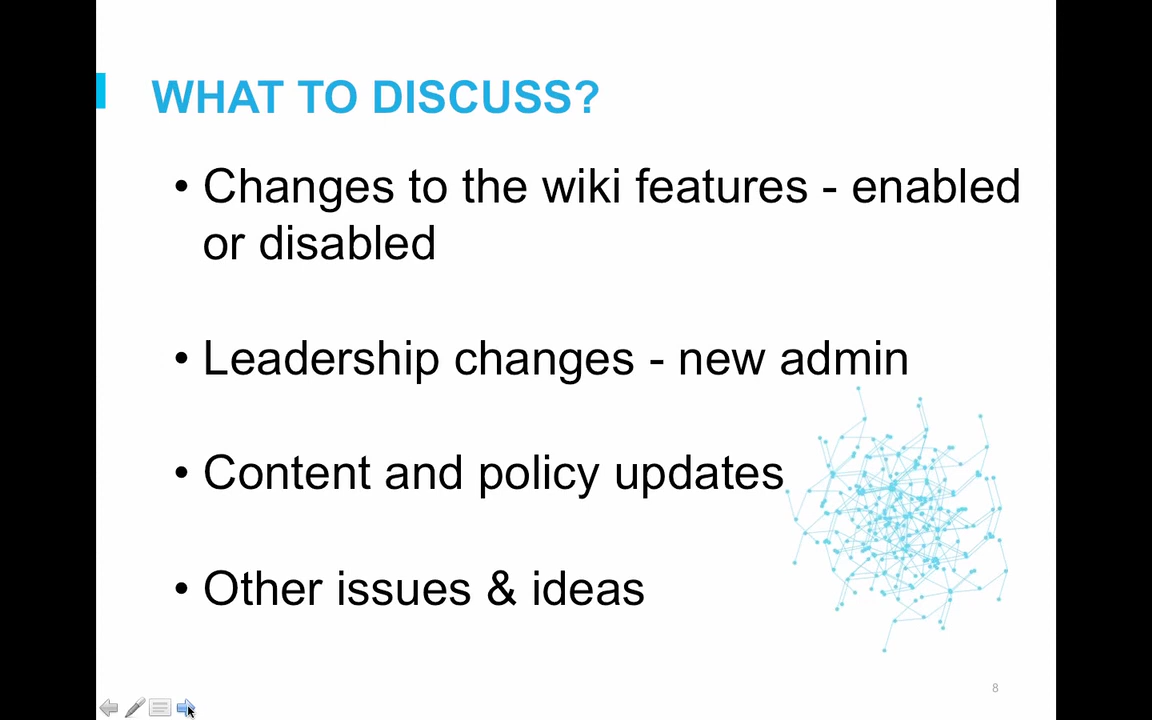 WHAT TO DISCUSS?
• Changes to the wiki features - enabled
or disabled
• Leadership changes - new admin
• Content and policy updates
• Other issues & ideas
8